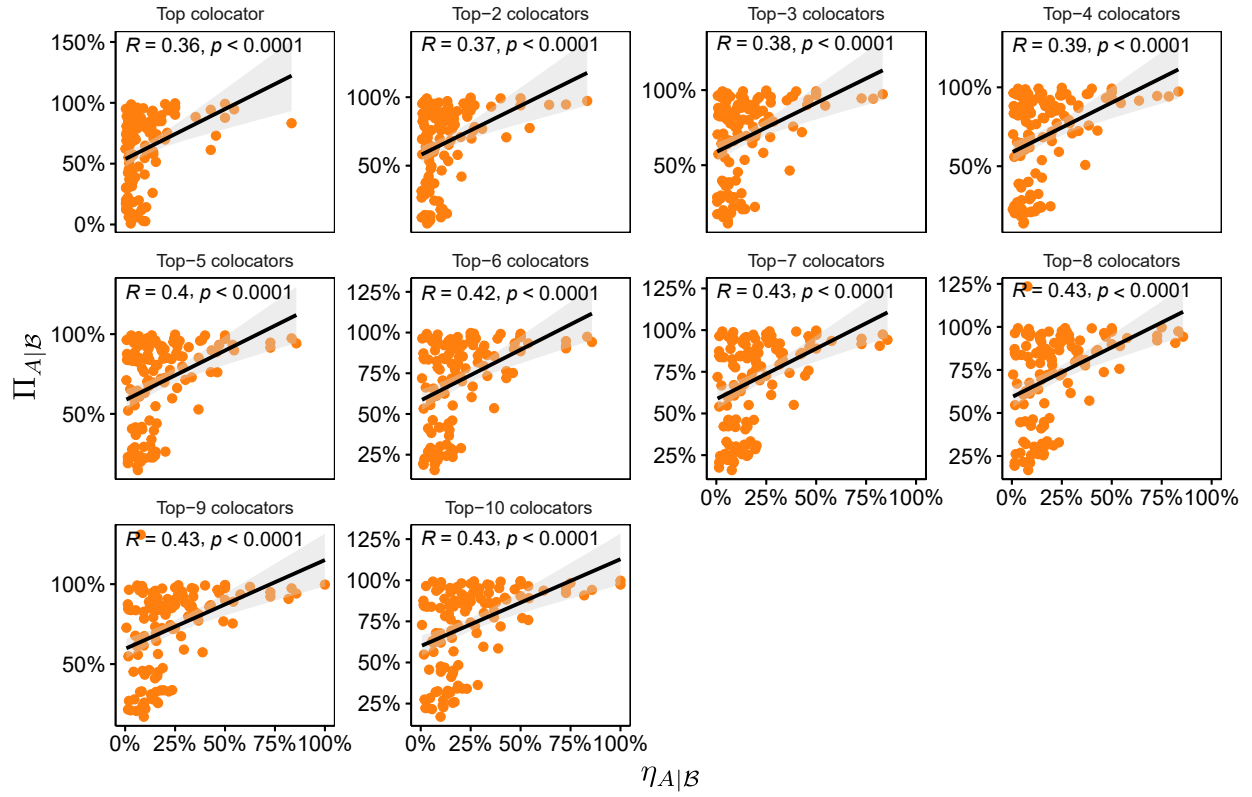 Top colocator
Top−2 colocators
Top−3 colocators
Top−4 colocators
R = 0.36, p < 0.0001
R = 0.37, p < 0.0001
R = 0.38, p < 0.0001
R = 0.39, p < 0.0001
150%
100%
50%
0%
100%
50%
100%
50%
100%
50%
Top−5 colocators
Top−6 colocators
Top−7 colocators
Top−8 colocators
R = 0.4, p < 0.0001
R = 0.42, p < 0.0001
R = 0.43, p < 0.0001
R = 0.43, p < 0.0001
100%
50%
125%
100%
75%
50%
25%
125%
100%
75%
50%
25%
125%
100%
75%
50%
25%
0% 25% 50% 75% 100%
0% 25% 50% 75% 100%
Top−9 colocators
Top−10 colocators
R = 0.43, p < 0.0001
R = 0.43, p < 0.0001
100%
50%
125%
100%
75%
50%
25%
0% 25% 50% 75% 100%
0% 25% 50% 75% 100%
Π_{A|ℬ}
η_{A|ℬ}